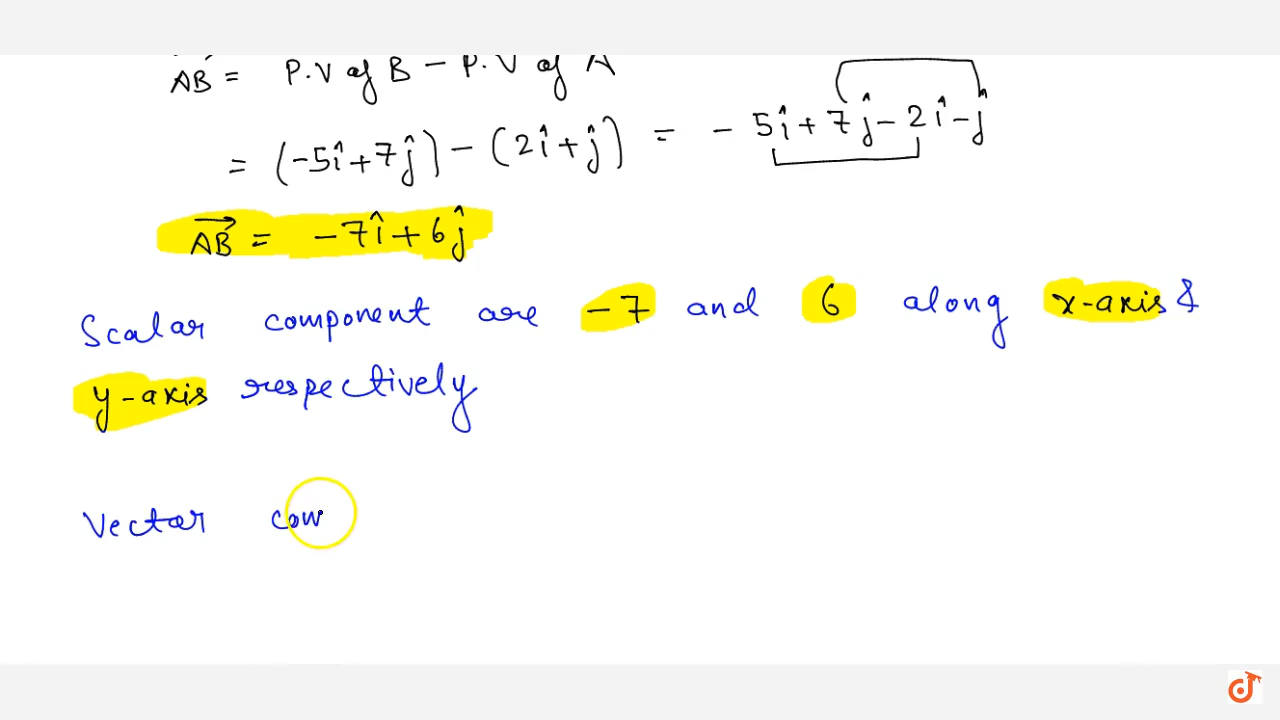 AB = P.V of B - P.V of A
= (-5î+7ĵ) - (2î+ĵ) = - 5î+7ĵ-2î-ĵ
AB = -7î+6ĵ
Scalar component are -7 and 6 along x-axis &
y-axis respectively
Vector com